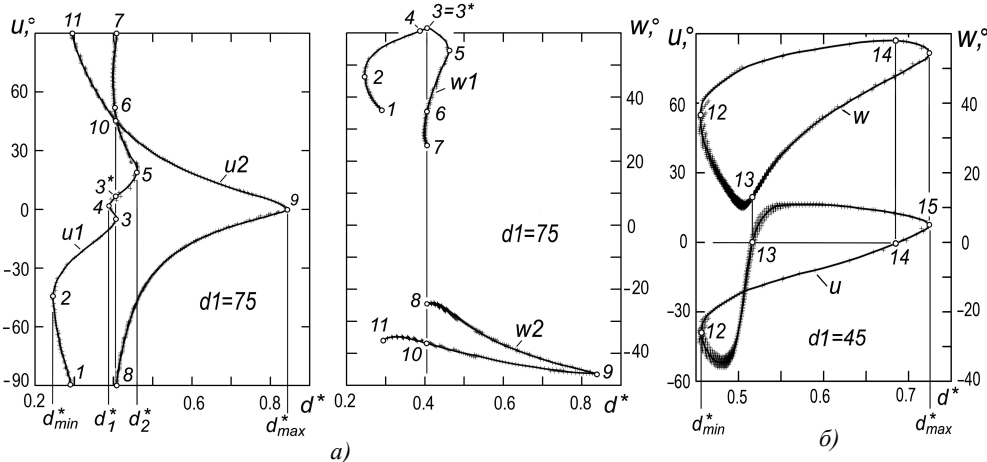 u,°
11
7
60
30
0
-30
-60
-90
6
10
5
3*
4
3
u2
9
u1
2
d1=75
1
8
0.2
0.4
0.6
0.8
d*
d*min
d*1
d*2
d*max
4
3=3*
w,°
2
5
w1
1
6
7
40
20
0
-20
-40
d1=75
8
w2
11
10
9
0.2
0.4
0.6
0.8
d*
а)
u,°
w,°
14
60
30
0
-30
-60
12
w
13
15
13
14
u
12
d1=45
40
20
0
-20
-40
0.5
0.6
0.7
d*
d*min
d*max
б)